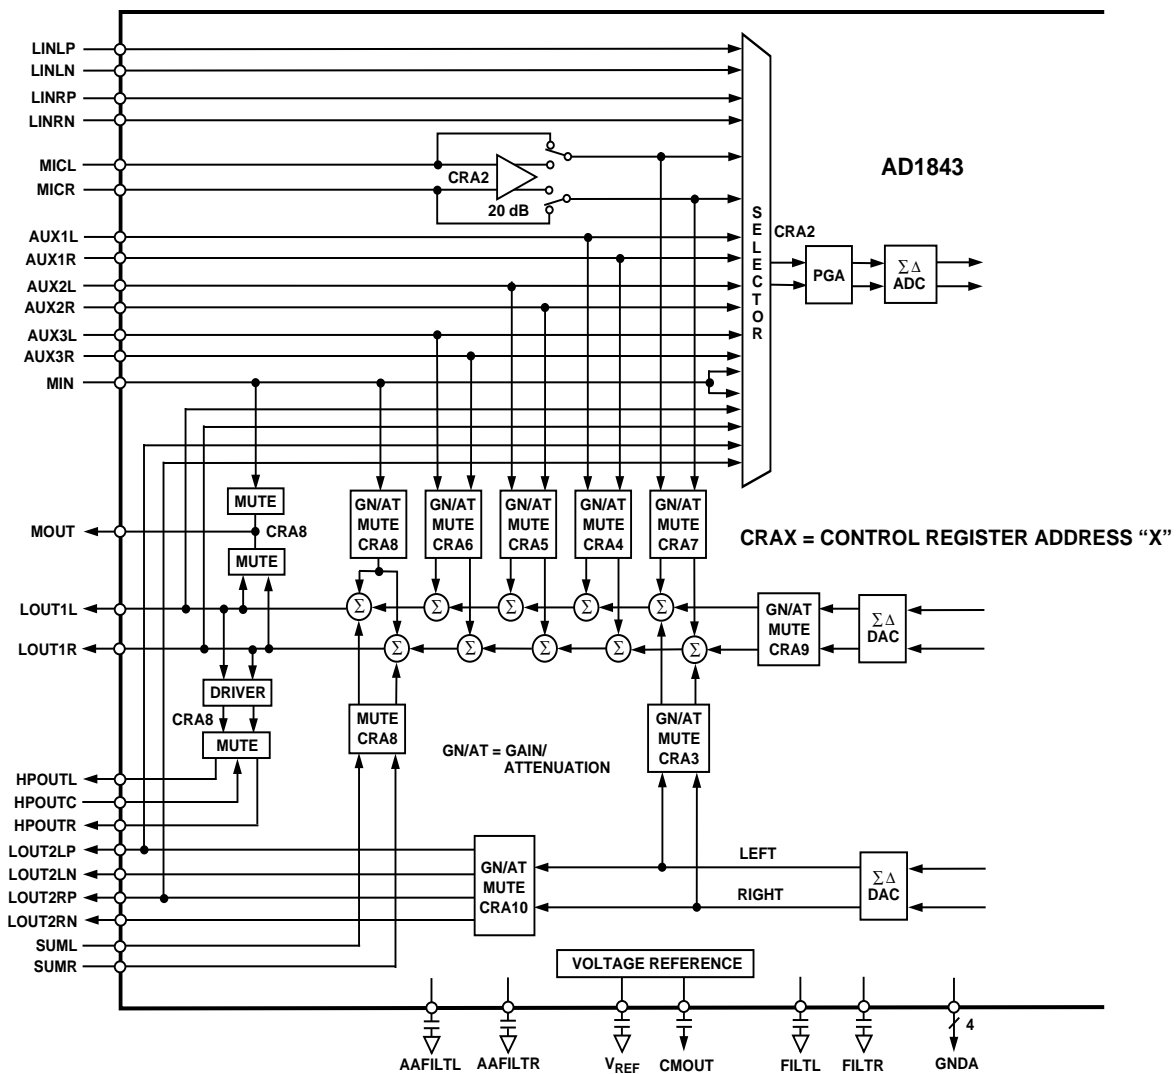 LINLP
LINLN
LINRP
LINRN
MICL
MICR
AUX1L
AUX1R
AUX2L
AUX2R
AUX3L
AUX3R
MIN
MOUT
LOUT1L
LOUT1R
HPOUTL
HPOUTC
HPOUTR
LOUT2LP
LOUT2LN
LOUT2RP
LOUT2RN
SUML
SUMR
CRA2
20 dB
SELECTOR
AD1843
CRA2
PGA
ΣΔ
ADC
MUTE
CRA8
MUTE
GN/AT
MUTE
CRA8
GN/AT
MUTE
CRA6
GN/AT
MUTE
CRA5
GN/AT
MUTE
CRA4
GN/AT
MUTE
CRA7
CRAX = CONTROL REGISTER ADDRESS “X”
Σ
Σ
Σ
Σ
Σ
Σ
Σ
Σ
Σ
Σ
GN/AT
MUTE
CRA9
ΣΔ
DAC
DRIVER
CRA8
MUTE
MUTE
CRA8
GN/AT = GAIN/
ATTENUATION
GN/AT
MUTE
CRA3
GN/AT
MUTE
CRA10
LEFT
RIGHT
ΣΔ
DAC
VOLTAGE REFERENCE
4
AAFILTL
AAFILTR
VREF
CMOUT
FILTL
FILTR
GNDA